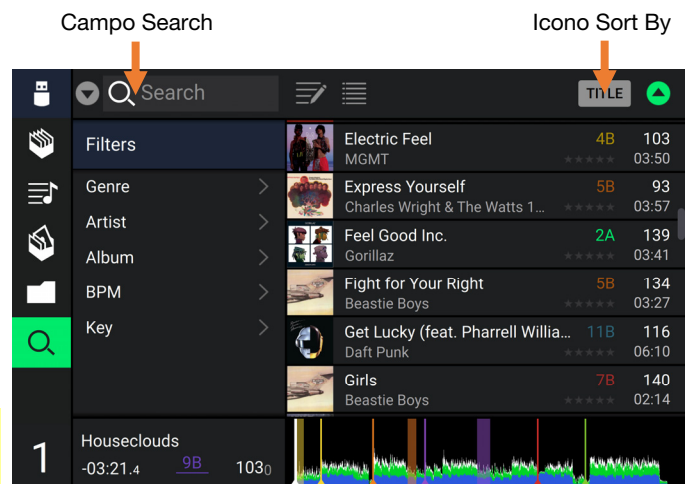 Campo Search
Icono Sort By
Search
TITLE
Filters
Genre
Artist
Album
BPM
Key
Electric Feel 4B 103
MGMT 03:50
Express Yourself 5B 93
Charles Wright & The Watts 1... 03:57
Feel Good Inc. 2A 139
Gorillaz 03:41
Fight for Your Right 5B 134
Beastie Boys 03:27
Get Lucky (feat. Pharrell Willia... 11B 116
Daft Punk 06:10
Girls 7B 140
Beastie Boys 02:14
1
Houseclouds
-03:21.4 9B 1030